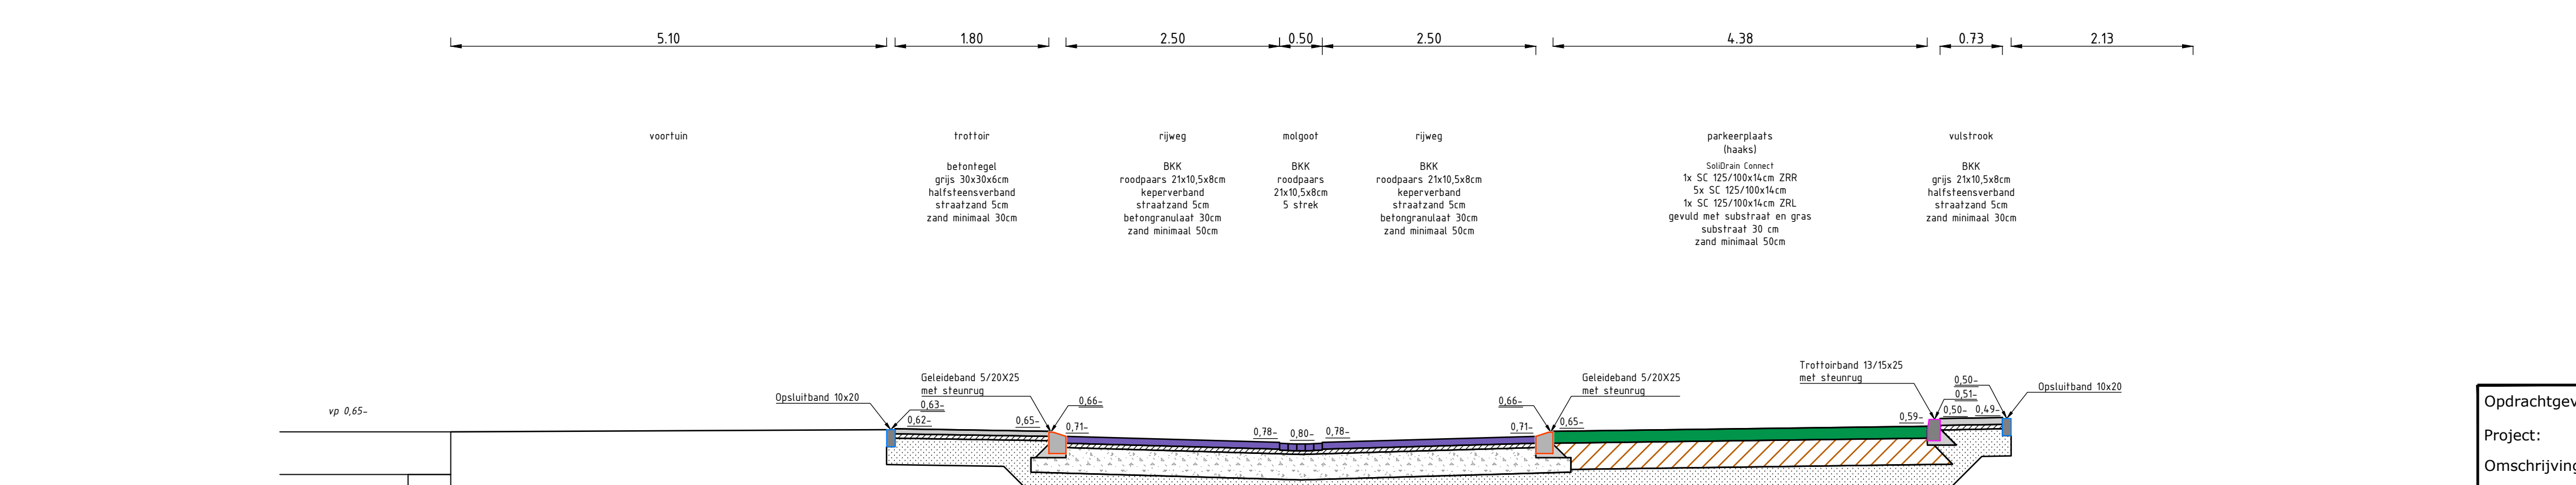 5.10
1.80
2.50
0.50
2.50
4.38
0.73
2.13
voortuin
trottoir
betontegel
grijs 30x30x6cm
halfsteensverband
straatzand 5cm
zand minimaal 30cm
rijweg
BKK
roodpaars 21x10,5x8cm
keperverband
straatzand 5cm
betongranulaat 30cm
zand minimaal 50cm
molgoot
BKK
roodpaars
21x10,5x8cm
5 strek
rijweg
BKK
roodpaars 21x10,5x8cm
keperverband
straatzand 5cm
betongranulaat 30cm
zand minimaal 50cm
parkeerplaats
(haaks)
SoliDrain Connect
1x SC 125/100x14cm ZRR
5x SC 125/100x14cm
1x SC 125/100x14cm ZRL
gevuld met substraat en gras
substraat 30 cm
zand minimaal 50cm
vulstrook
BKK
grijs 21x10,5x8cm
halfsteensverband
straatzand 5cm
zand minimaal 30cm
vp 0,65-
Opsluitband 10x20
0,63-
0,62-
Geleideband 5/20X25
met steunrug
0,65-
0,66-
0,71-
0,78-
0,80-
0,78-
0,71-
0,66-
Geleideband 5/20X25
met steunrug
0,65-
Trottoirband 13/15x25
met steunrug
0,59-
0,50-
0,51-
0,50-
0,49-
Opsluitband 10x20
Opdrachtgev
Project:
Omschrijving